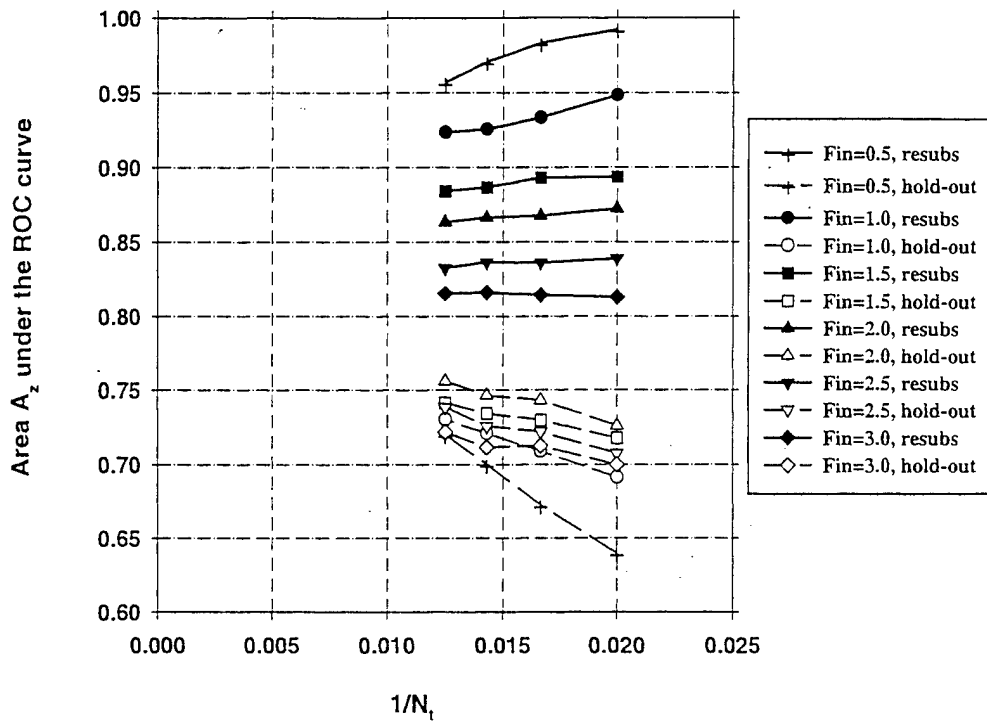 Area A_z under the ROC curve
1.00
0.95
0.90
0.85
0.80
0.75
0.70
0.65
0.60
0.000
0.005
0.010
0.015
0.020
0.025
1/N_t
Fin=0.5, resubs
Fin=0.5, hold-out
Fin=1.0, resubs
Fin=1.0, hold-out
Fin=1.5, resubs
Fin=1.5, hold-out
Fin=2.0, resubs
Fin=2.0, hold-out
Fin=2.5, resubs
Fin=2.5, hold-out
Fin=3.0, resubs
Fin=3.0, hold-out